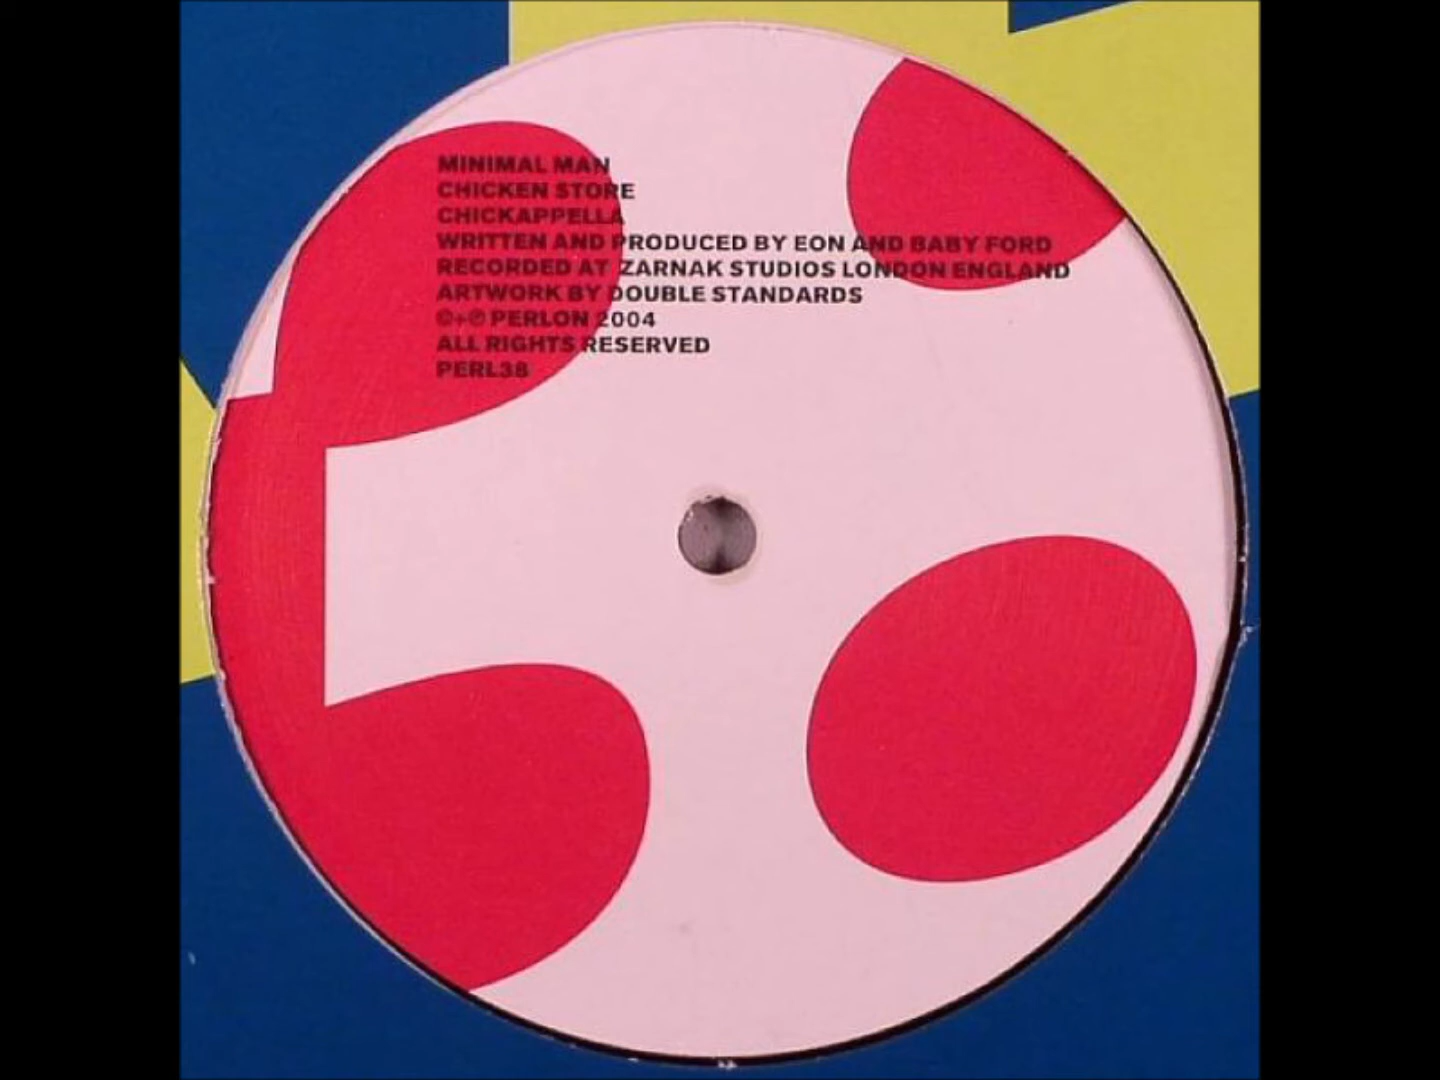 MINIMAL MAN
CHICKEN STORE
CHICKAPPELLA
WRITTEN AND PRODUCED BY EON AND BABY FORD
RECORDED AT ZARNAK STUDIOS LONDON ENGLAND
ARTWORK BY DOUBLE STANDARDS
©+℗ PERLON 2004
ALL RIGHTS RESERVED
PERL38